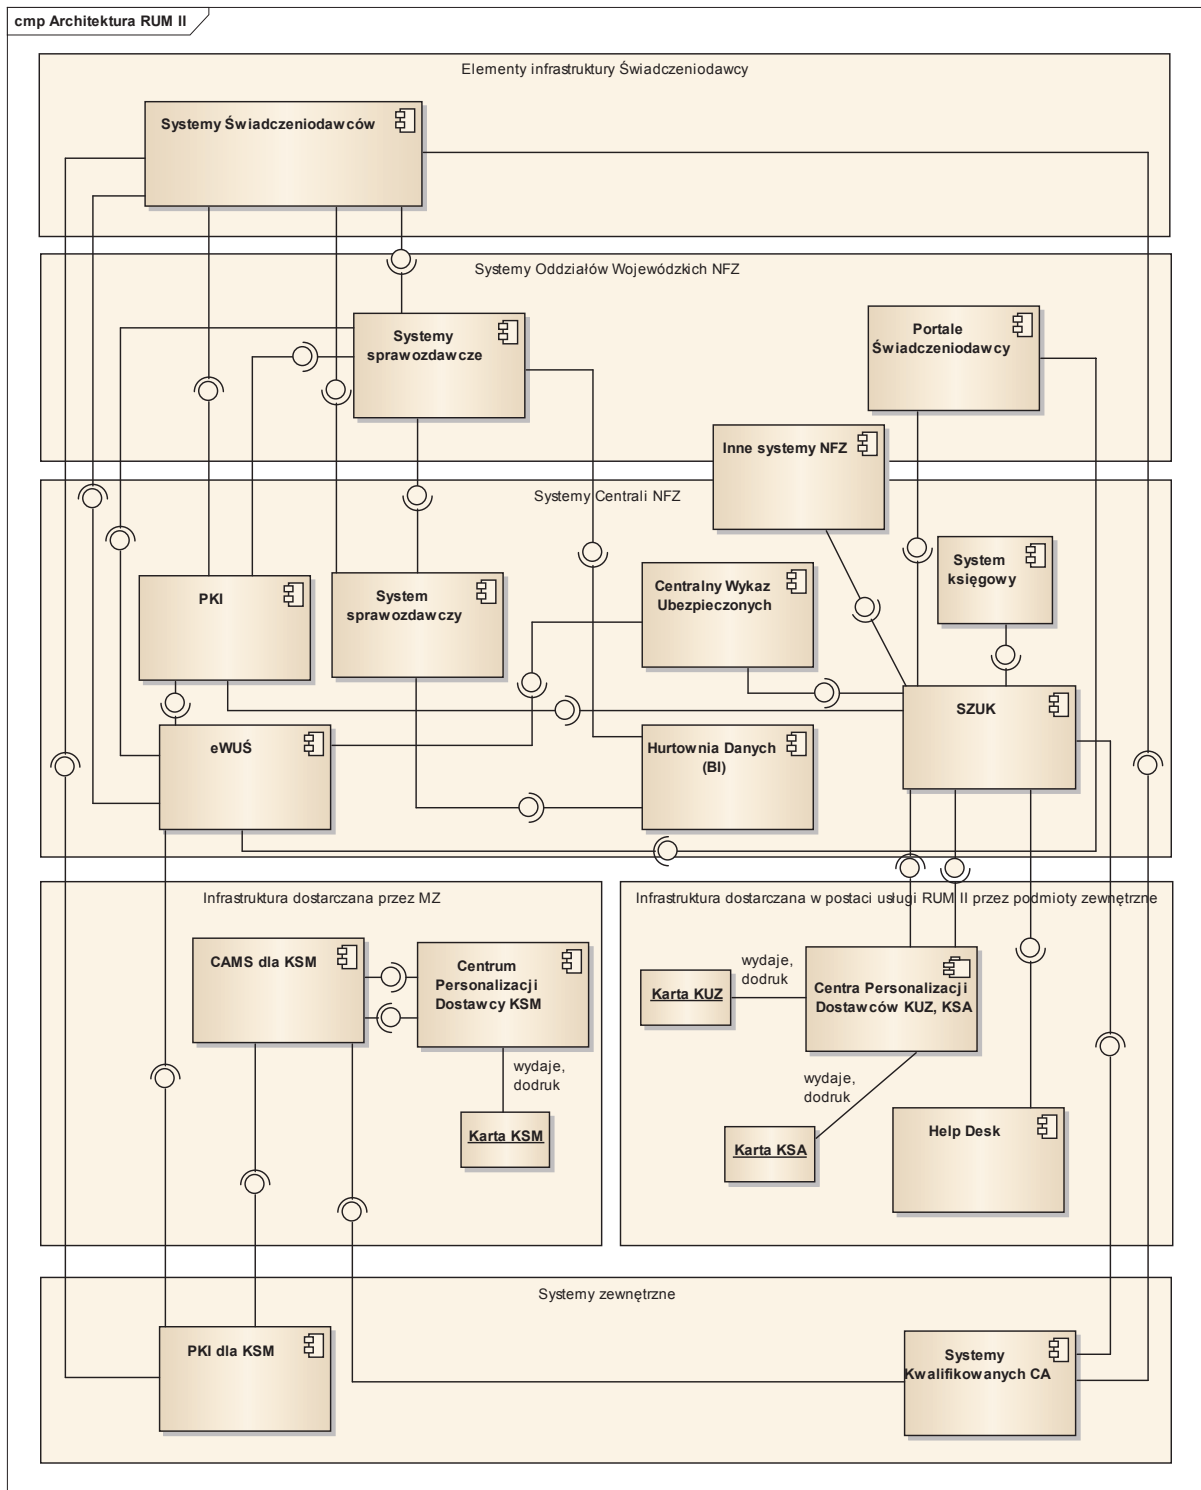 cmp Architektura RUM II
Elementy infrastruktury Świadczeniodawcy
Systemy Świadczeniodawców
Systemy Oddziałów Wojewódzkich NFZ
Systemy
sprawozdawcze
Portale
Świadczeniodawcy
Inne systemy NFZ
Systemy Centrali NFZ
System
księgowy
PKI
System
sprawozdawczy
Centralny Wykaz
Ubezpieczonych
SZUK
eWUŚ
Hurtownia Danych
(BI)
Infrastruktura dostarczana przez MZ
CAMS dla KSM
Centrum
Personalizacji
Dostawcy KSM
wydaje,
dodruk
Karta KSM
Infrastruktura dostarczana w postaci usługi RUM II przez podmioty zewnętrzne
wydaje,
dodruk
Karta KUZ
Centra Personalizacji
Dostawców KUZ, KSA
wydaje,
dodruk
Karta KSA
Help Desk
Systemy zewnętrzne
PKI dla KSM
Systemy
Kwalifikowanych CA